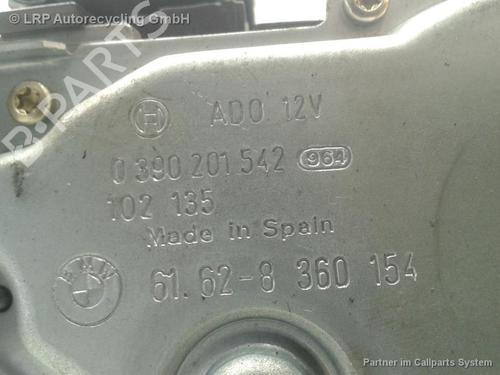 LRP Autorecycling GmbH
ADO 12V
0 390 201 542 964
102 135
Made in Spain
BMW 61.62-8 360 154
Partner im Callparts System